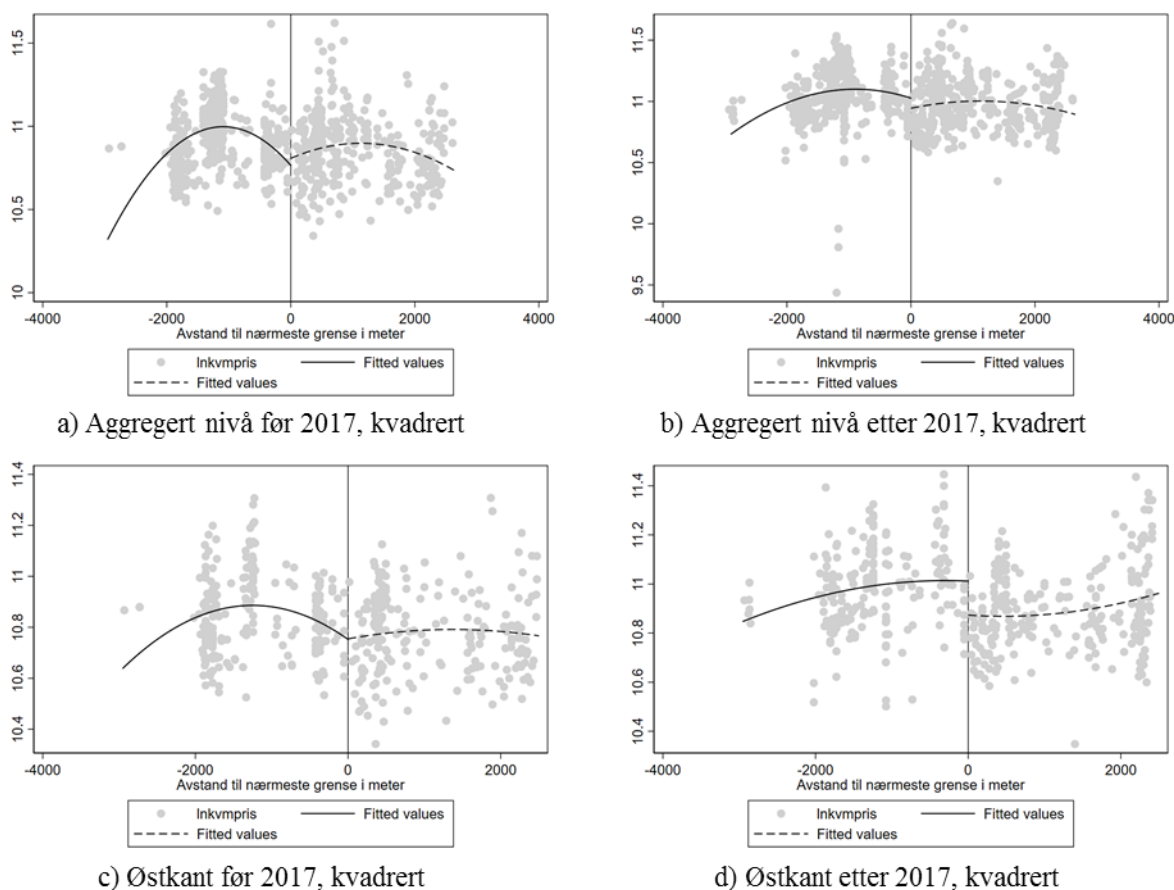 11.5
11
10.5
10
-4000 -2000 0 2000 4000
Avstand til nærmeste grense i meter
lnkvmpris Fitted values
Fitted values
a) Aggregert nivå før 2017, kvadrert
11.5
11
10.5
10
9.5
-4000 -2000 0 2000 4000
Avstand til nærmeste grense i meter
lnkvmpris Fitted values
Fitted values
b) Aggregert nivå etter 2017, kvadrert
11.4
11.2
11
10.8
10.6
10.4
-4000 -2000 0 2000
Avstand til nærmeste grense i meter
lnkvmpris Fitted values
Fitted values
c) Østkant før 2017, kvadrert
11.4
11.2
11
10.8
10.6
10.4
-4000 -2000 0 2000
Avstand til nærmeste grense i meter
lnkvmpris Fitted values
Fitted values
d) Østkant etter 2017, kvadrert